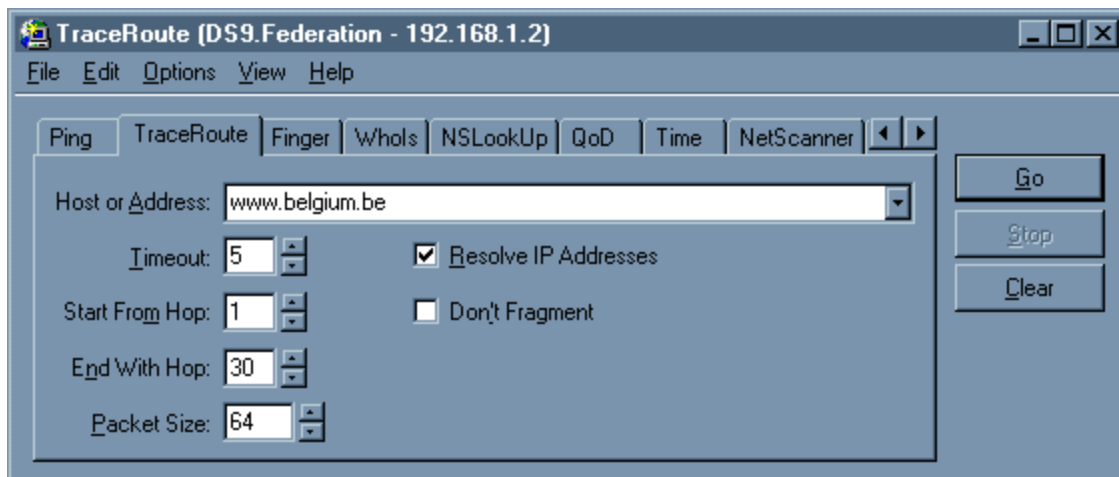 TraceRoute (DS9.Federation - 192.168.1.2)
File Edit Options View Help
Ping TraceRoute Finger WhoIs NSLookUp QoD Time NetScanner
Host or Address: www.belgium.be
Timeout: 5 Resolve IP Addresses
Start From Hop: 1 Don't Fragment
End With Hop: 30
Packet Size: 64
Go
Stop
Clear